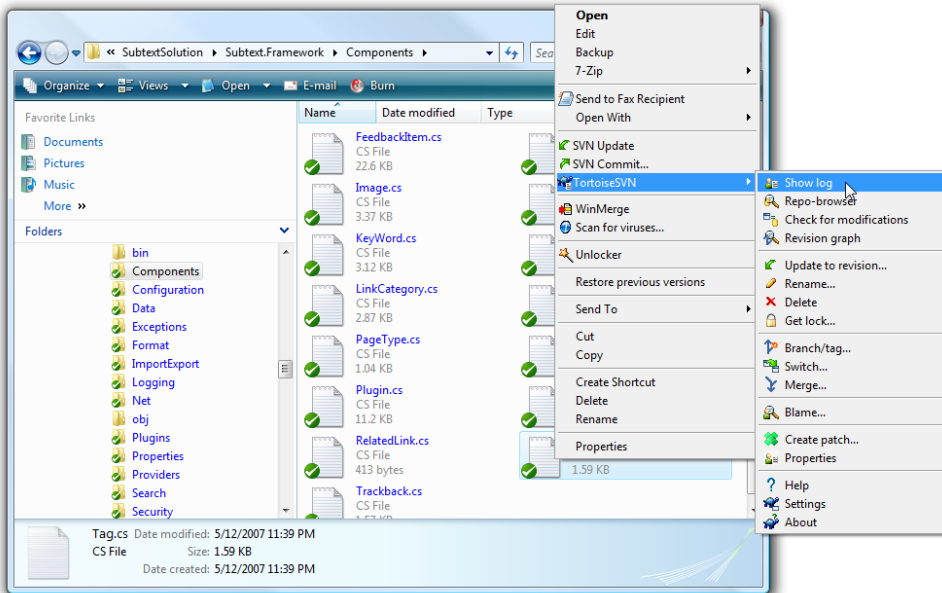 « SubtextSolution Subtext.Framework Components
Organize Views Open E-mail Burn
Favorite Links
Documents
Pictures
Music
More »
Folders
bin
Components
Configuration
Data
Exceptions
Format
ImportExport
Logging
Net
obj
Plugins
Properties
Providers
Search
Security
Name Date modified Type
FeedbackItem.cs
CS File
22.6 KB
Image.cs
CS File
3.37 KB
KeyWord.cs
CS File
3.12 KB
LinkCategory.cs
CS File
2.87 KB
PageType.cs
CS File
1.04 KB
Plugin.cs
CS File
11.2 KB
RelatedLink.cs
CS File
413 bytes
Trackback.cs
CS File
1.57 KB
1.59 KB
Open
Edit
Backup
7-Zip
Send to Fax Recipient
Open With
SVN Update
SVN Commit...
TortoiseSVN
WinMerge
Scan for viruses...
Unlocker
Restore previous versions
Send To
Cut
Copy
Create Shortcut
Delete
Rename
Properties
Show log
Repo-browser
Check for modifications
Revision graph
Update to revision...
Rename...
Delete
Get lock...
Branch/tag...
Switch...
Merge...
Blame...
Create patch...
Properties
Help
Settings
About
Tag.cs Date modified: 5/12/2007 11:39 PM
CS File Size: 1.59 KB
Date created: 5/12/2007 11:39 PM